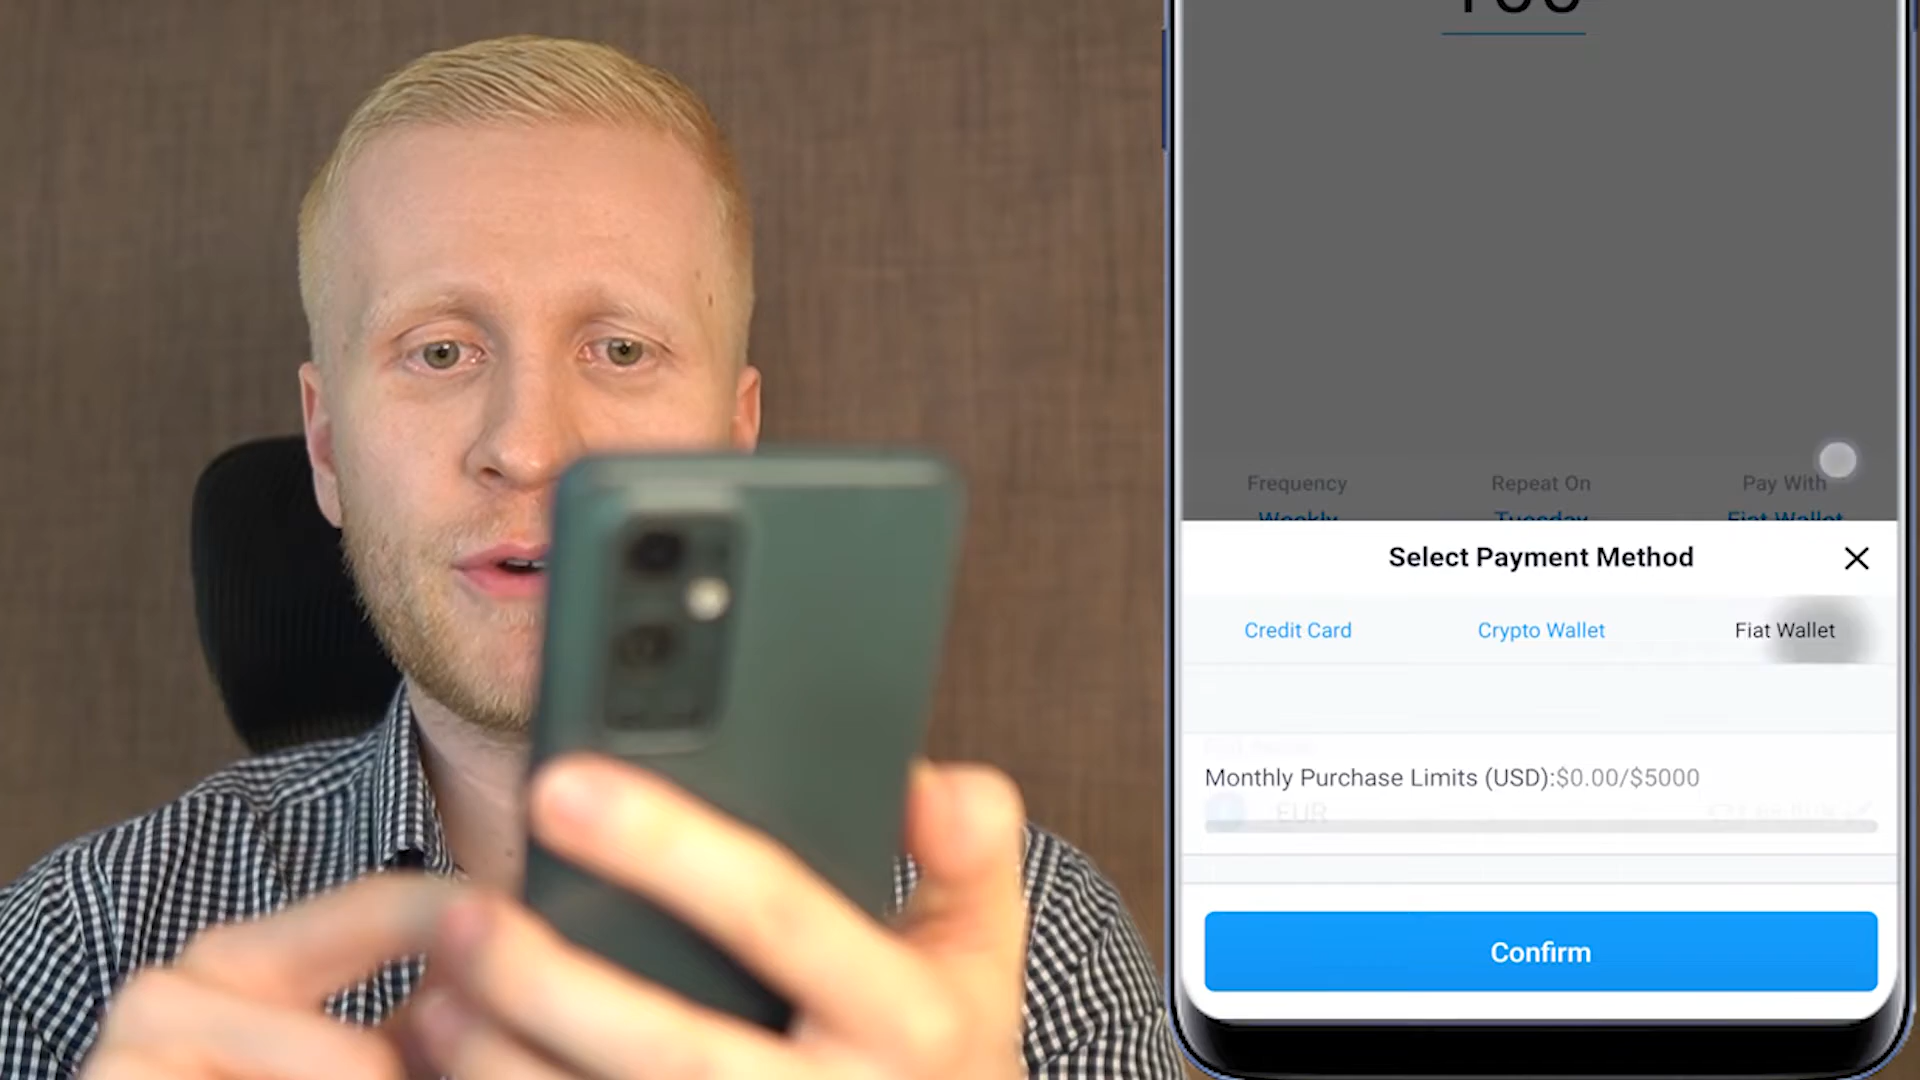 Frequency Repeat On Pay With
Weekly Tuesday Fiat Wallet
Select Payment Method
Credit Card Crypto Wallet Fiat Wallet
Monthly Purchase Limits (USD):$0.00/$5000
EUR
Confirm